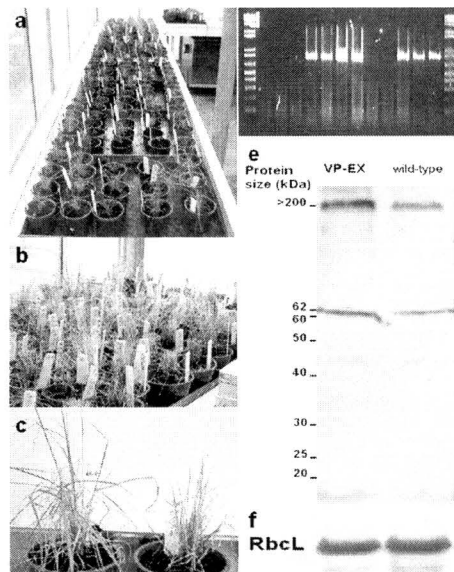 a
b
c
e
Protein
size (kDa)
VP-EX
wild-type
>200
62
60
50
40
30
25
20
f
RbcL